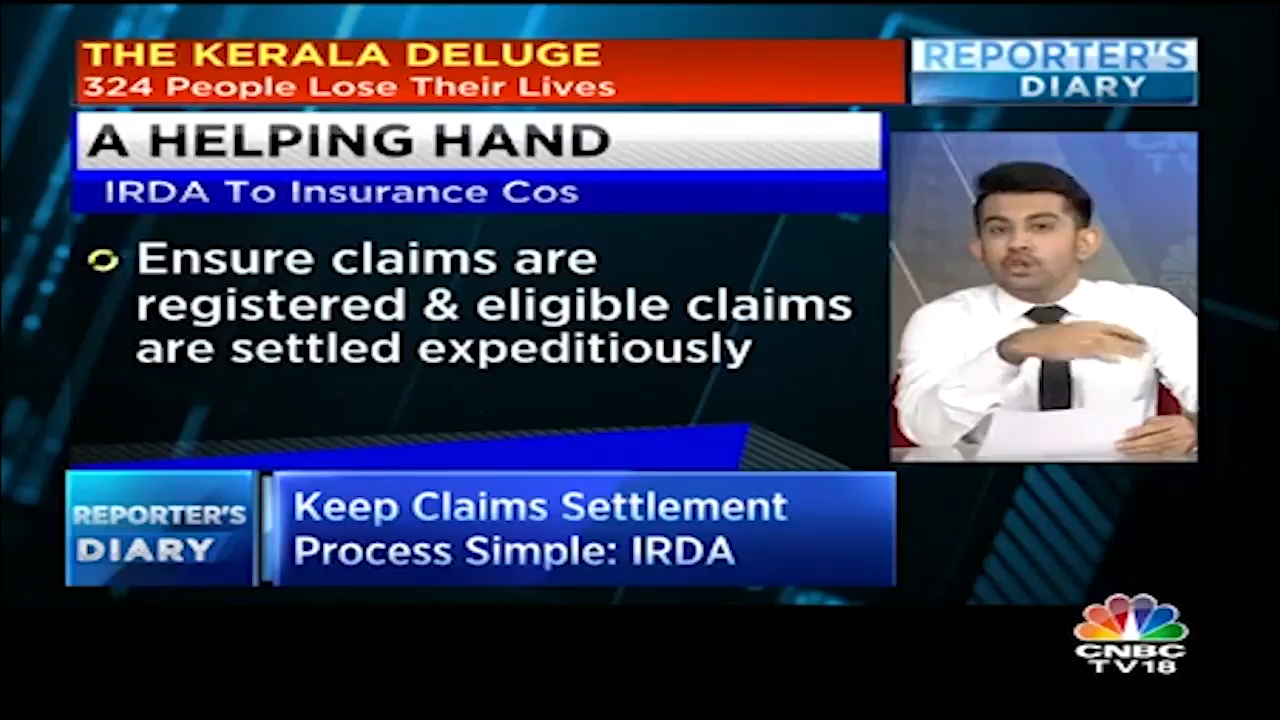 THE KERALA DELUGE
324 People Lose Their Lives
REPORTER'S
DIARY
A HELPING HAND
IRDA To Insurance Cos
Ensure claims are
registered & eligible claims
are settled expeditiously
REPORTER'S
DIARY
Keep Claims Settlement
Process Simple: IRDA
CNBC
TV18